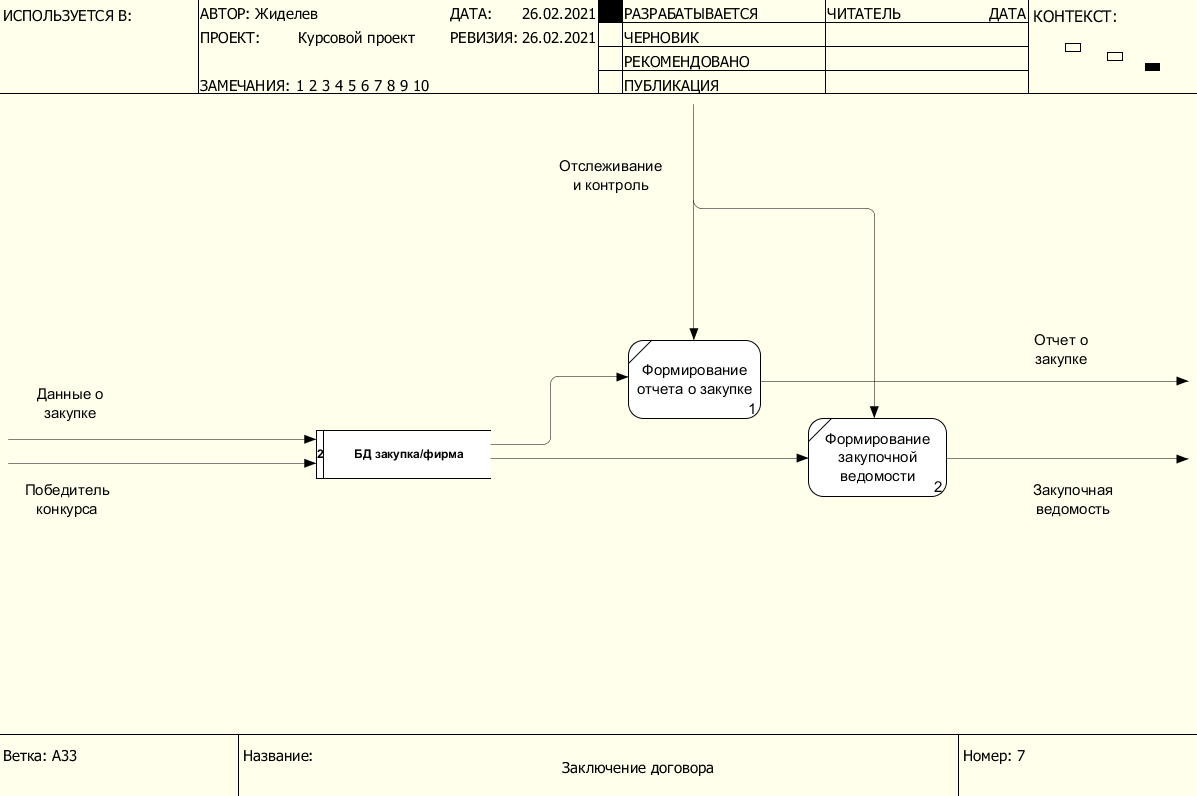 ИСПОЛЬЗУЕТСЯ В:
АВТОР: Жиделев ДАТА: 26.02.2021
ПРОЕКТ: Курсовой проект РЕВИЗИЯ: 26.02.2021
ЗАМЕЧАНИЯ: 1 2 3 4 5 6 7 8 9 10
РАЗРАБАТЫВАЕТСЯ
ЧЕРНОВИК
РЕКОМЕНДОВАНО
ПУБЛИКАЦИЯ
ЧИТАТЕЛЬ ДАТА
КОНТЕКСТ:
Отслеживание
и контроль
Формирование
отчета о закупке
1
Отчет о
закупке
Данные о
закупке
2 БД закупка/фирма
Формирование
закупочной
ведомости
2
Победитель
конкурса
Закупочная
ведомость
Ветка: А33
Название:
Заключение договора
Номер: 7